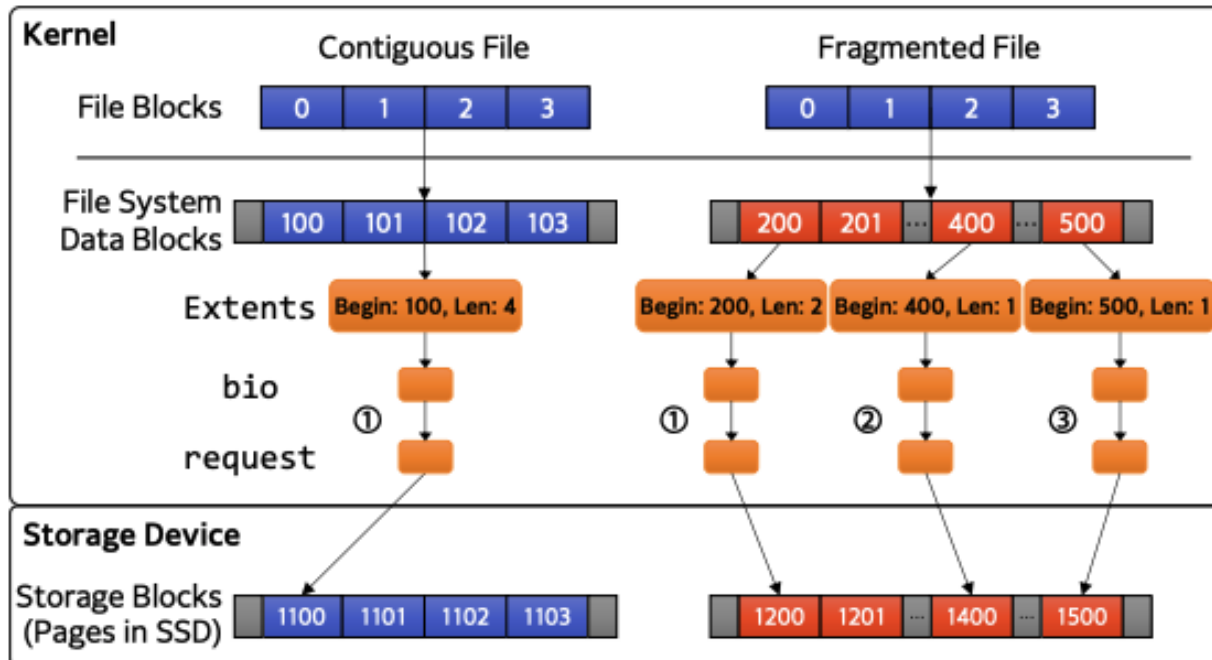 Kernel
Contiguous File
Fragmented File
File Blocks
0 1 2 3
0 1 2 3
File System
Data Blocks
100 101 102 103
200 201 ... 400 ... 500
Extents
Begin: 100, Len: 4
Begin: 200, Len: 2
Begin: 400, Len: 1
Begin: 500, Len: 1
bio
① ① ② ③
request
Storage Device
Storage Blocks
(Pages in SSD)
1100 1101 1102 1103
1200 1201 ... 1400 ... 1500